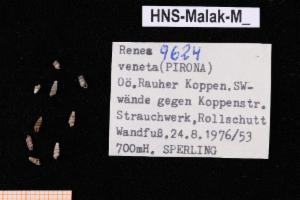 HNS-Malak-M_
Renea 9624
veneta(PIRONA)
OÖ,Rauher Koppen,SW-
wände gegen Koppenstr.
Strauchwerk,Rollschutt
Wandfuß,24.8.1976/53
700mH. SPERLING